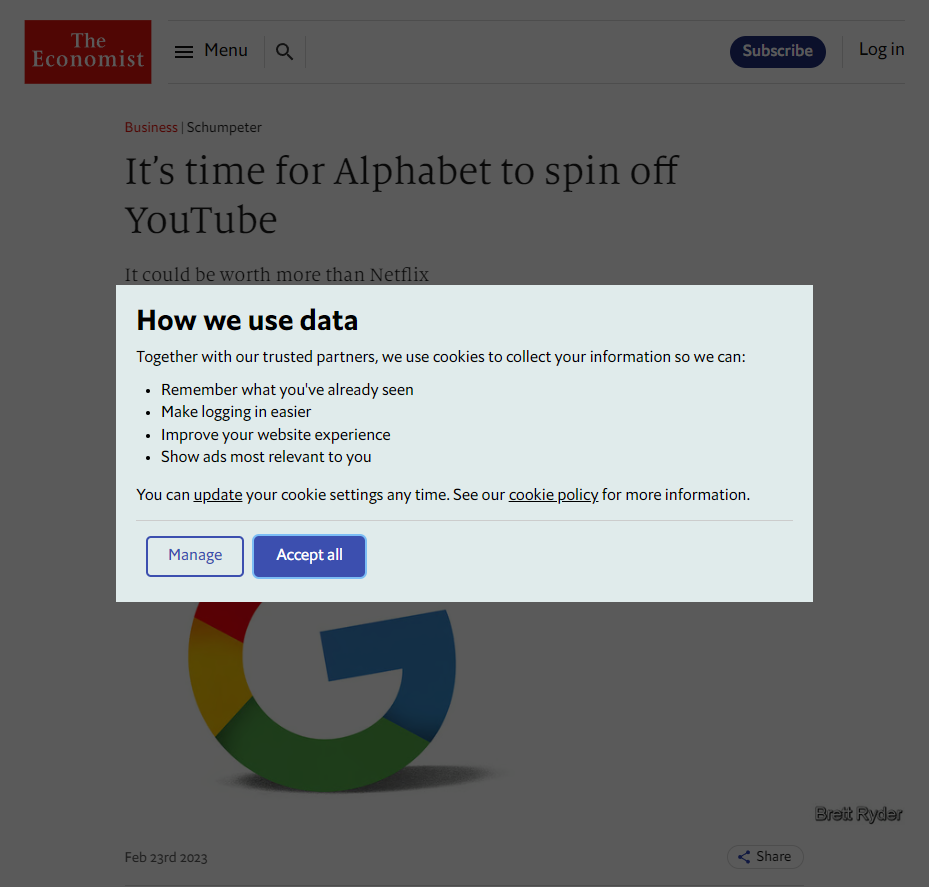 The
Economist
Menu
Subscribe
Log in
Business | Schumpeter
It's time for Alphabet to spin off
YouTube
It could be worth more than Netflix
How we use data
Together with our trusted partners, we use cookies to collect your information so we can:
• Remember what you've already seen
• Make logging in easier
• Improve your website experience
• Show ads most relevant to you
You can update your cookie settings any time. See our cookie policy for more information.
Manage
Accept all
Brett Ryder
Feb 23rd 2023
Share